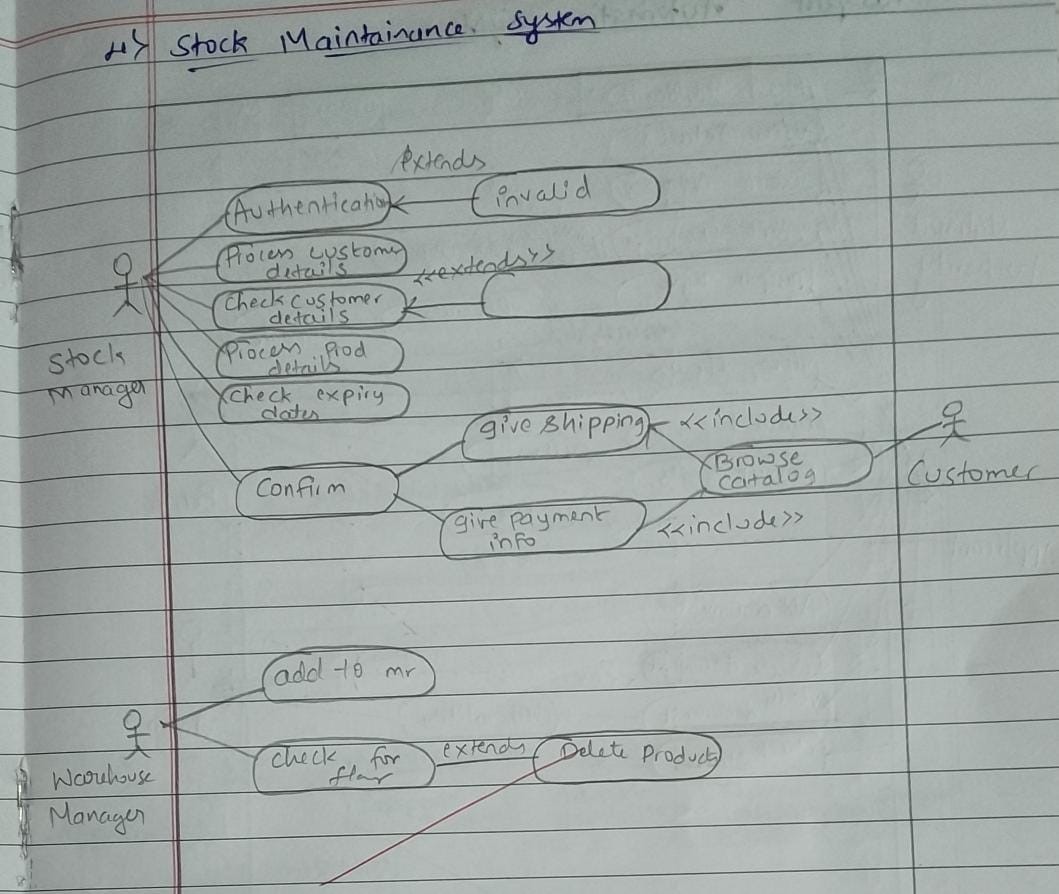 4> Stock Maintainance System
extends
Authentication
invalid
Process customer
details
<<extends>>
Check customer
details
Process Prod
details
Check expiry
dates
Stock
Manager
give shipping
<<include>>
Browse
catalog
Customer
Confirm
give payment
info
<<include>>
add to mr
Check for
flaw
extends
Delete Product
Warehouse
Manager